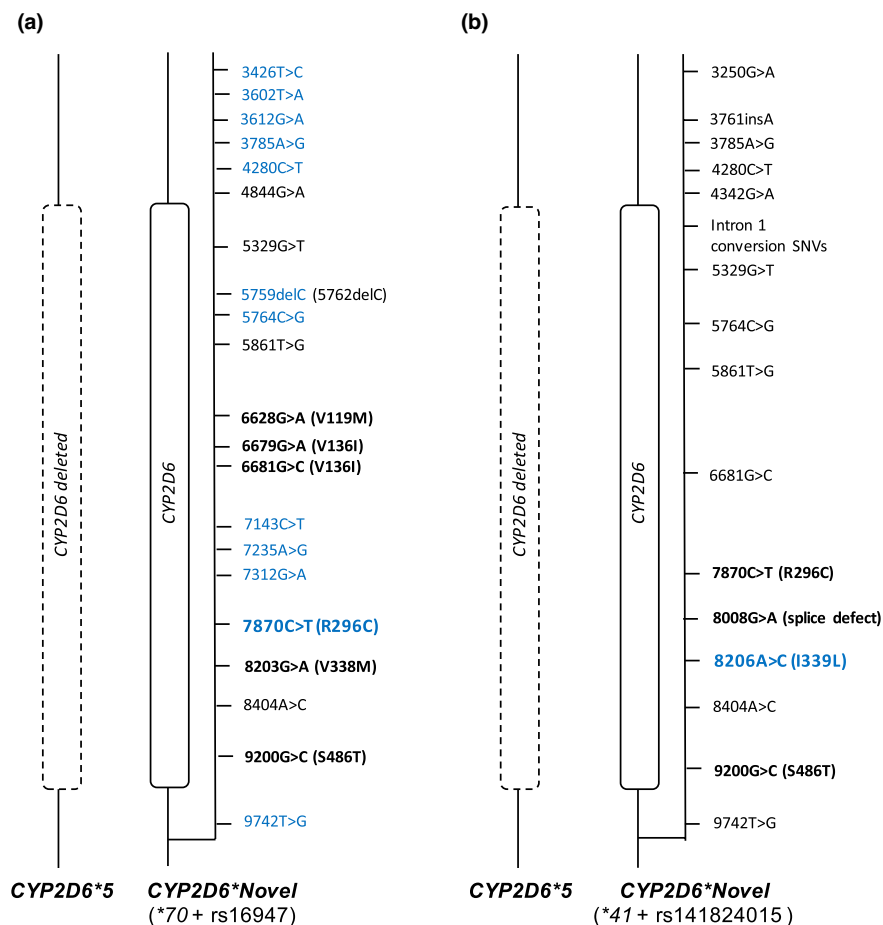 (a)
3426T>C
3602T>A
3612G>A
3785A>G
4280C>T
4844G>A
5329G>T
5759delC (5762delC)
5764C>G
5861T>G
6628G>A (V119M)
6679G>A (V136I)
6681G>C (V136I)
7143C>T
7235A>G
7312G>A
7870C>T (R296C)
8203G>A (V338M)
8404A>C
9200G>C (S486T)
9742T>G
CYP2D6 deleted
CYP2D6
CYP2D6*5
CYP2D6*Novel
(*70 + rs16947)
(b)
3250G>A
3761insA
3785A>G
4280C>T
4342G>A
Intron 1
conversion SNVs
5329G>T
5764C>G
5861T>G
6681G>C
7870C>T (R296C)
8008G>A (splice defect)
8206A>C (I339L)
8404A>C
9200G>C (S486T)
9742T>G
CYP2D6 deleted
CYP2D6
CYP2D6*5
CYP2D6*Novel
(*41 + rs141824015)